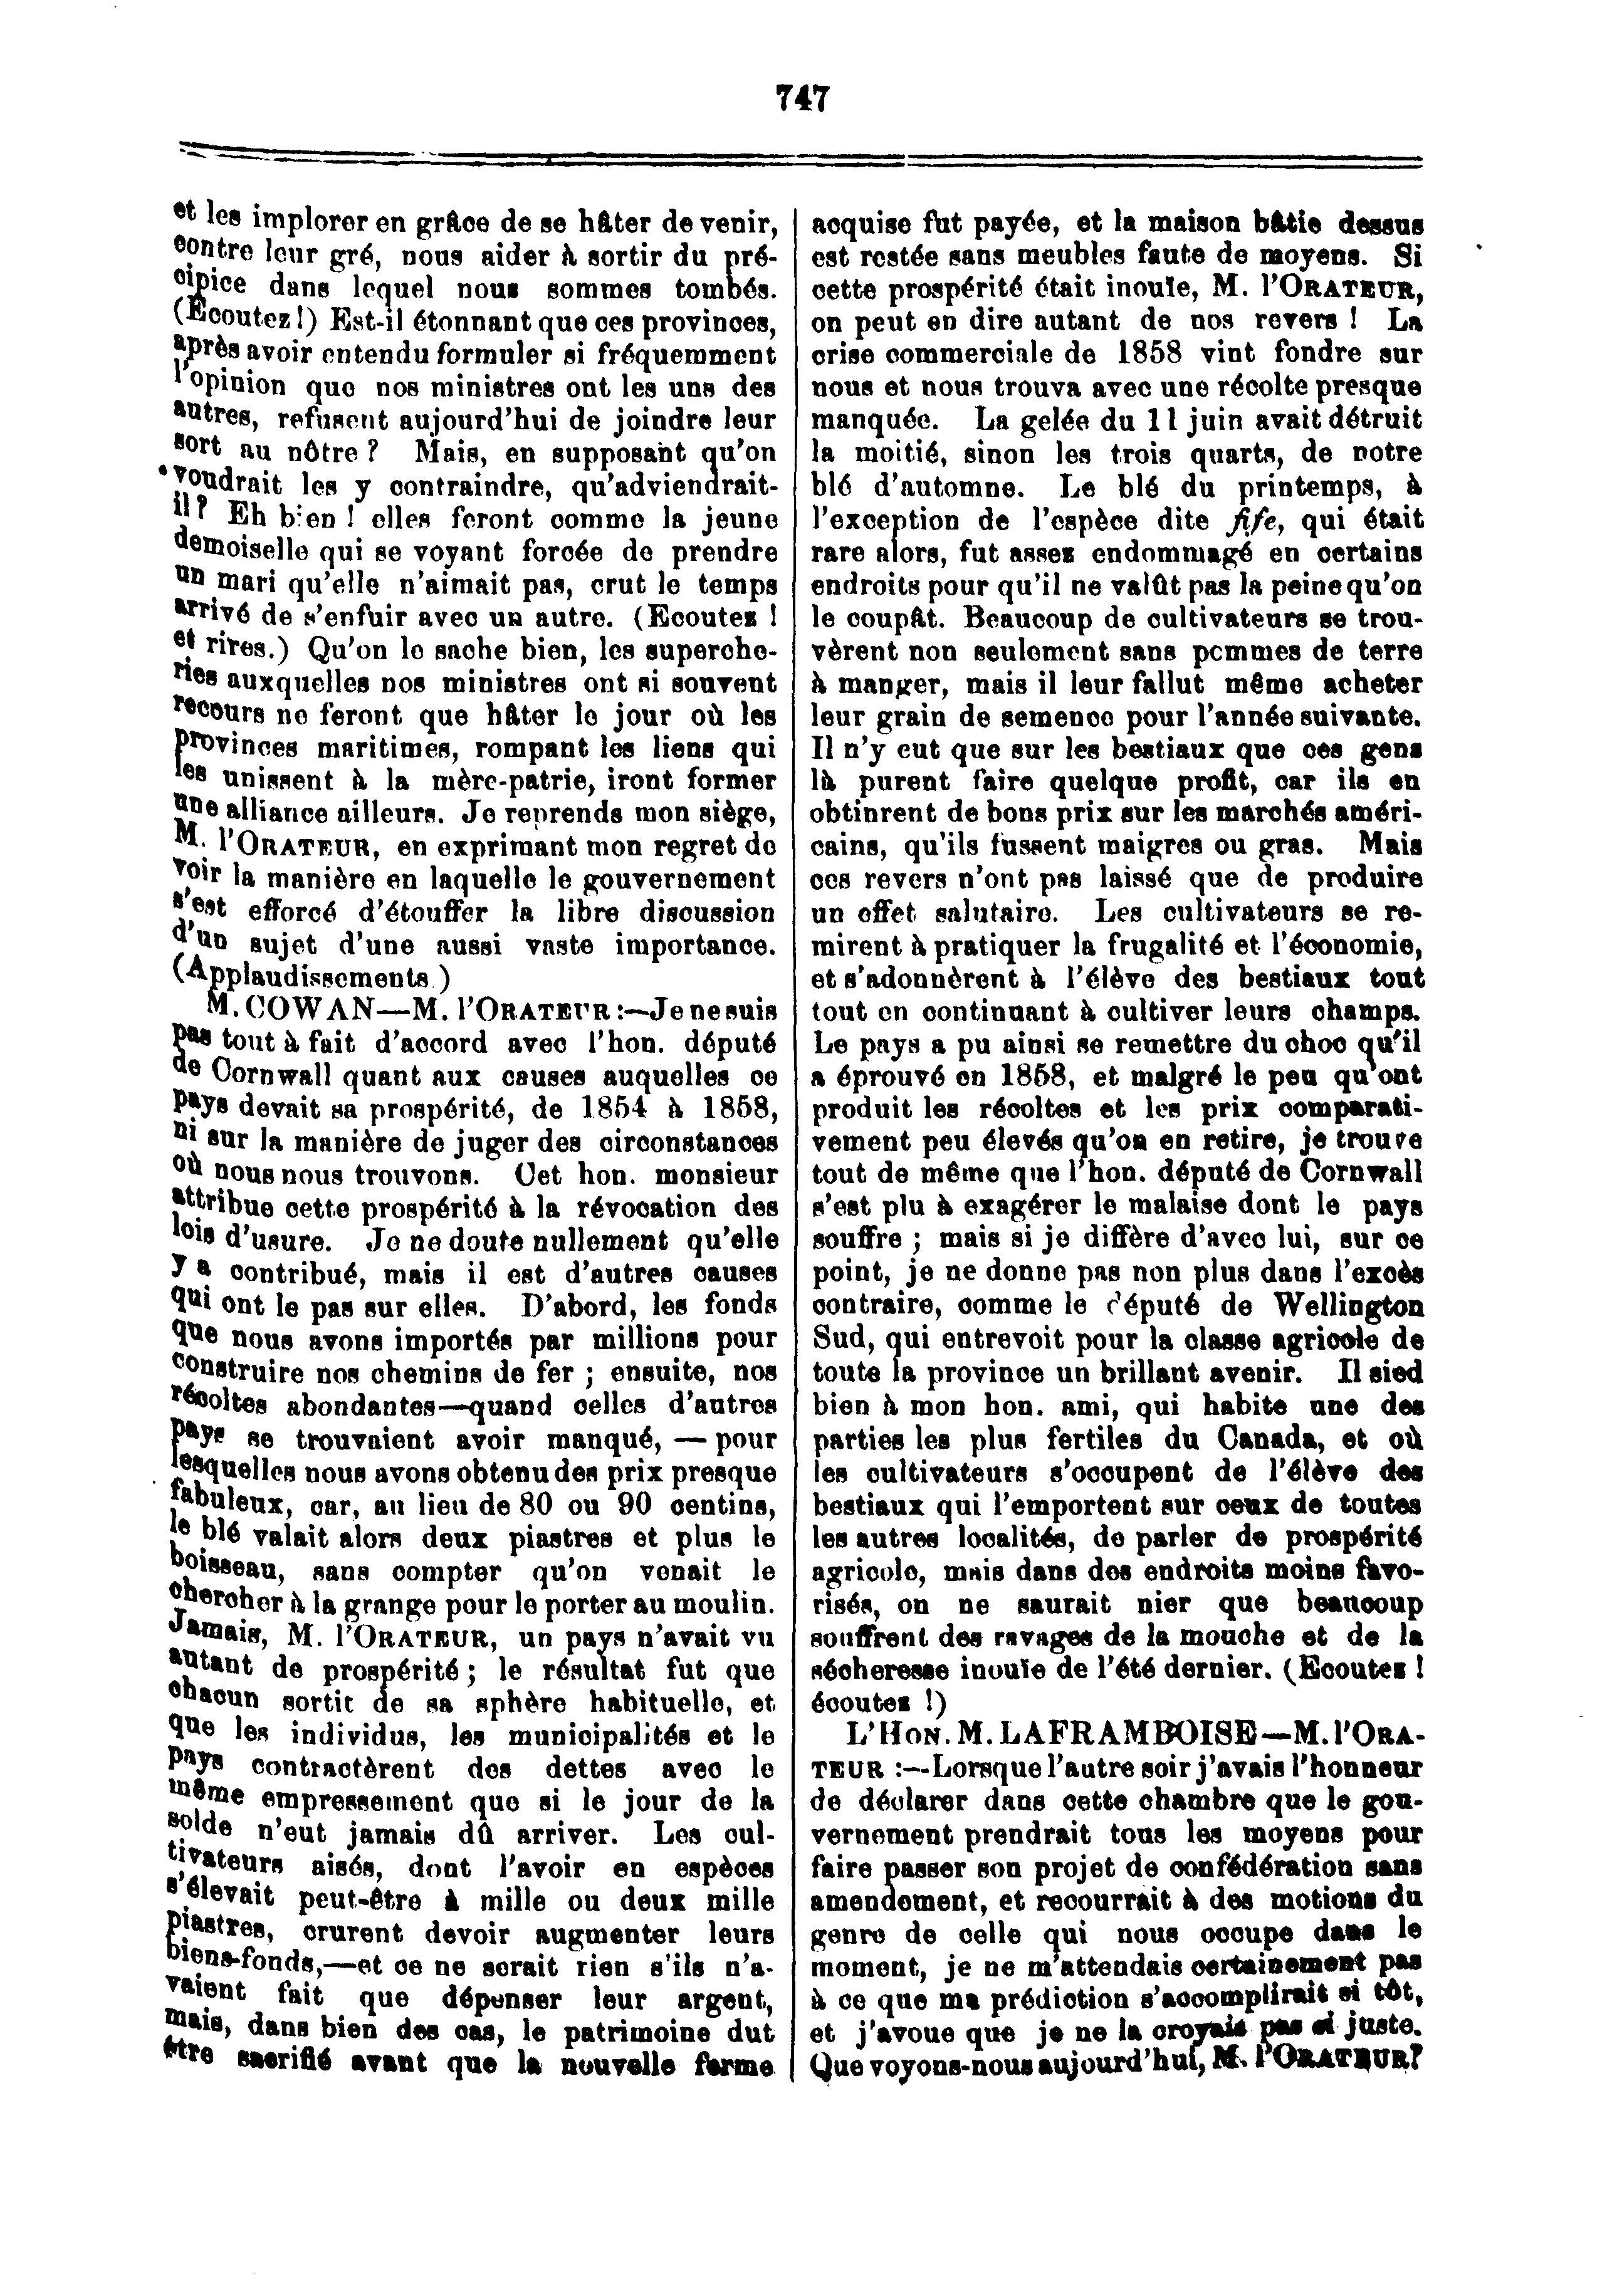 747
et les implorer en grâce de se hâter de venir,
contre leur gré, nous aider à sortir du pré-
cipice dans lequel nous sommes tombés.
(Ecoutez!) Est-il étonnant que ces provinces,
après avoir entendu formuler si fréquemment
l'opinion que nos ministres ont les uns des
autres, refusent aujourd'hui de joindre leur
sort au nôtre ? Mais, en supposant qu'on
voudrait les y contraindre, qu'adviendrait-
il? Eh bien ! elles feront comme la jeune
demoiselle qui se voyant forcée de prendre
un mari qu'elle n'aimait pas, crut le temps
arrivé de s'enfuir avec un autre. (Ecoutez !
et rires.) Qu'on le sache bien, les superche-
ries auxquelles nos ministres ont si souvent
recours ne feront que hâter le jour où les
provinces maritimes, rompant les liens qui
les unissent à la mère-patrie, iront former
une alliance ailleurs. Je reprends mon siège,
M. l'ORATEUR, en exprimant mon regret de
voir la manière en laquelle le gouvernement
s'est efforcé d'étouffer la libre discussion
d'un sujet d'une aussi vaste importance.
(Applaudissements.)
M. COWAN—M. l'ORATEUR :—Je ne suis
pas tout à fait d'accord avec l'hon. député
de Cornwall quant aux causes auquelles ce
pays devait sa prospérité, de 1854 à 1858,
ni sur la manière de juger des circonstances
où nous nous trouvons. Cet hon. monsieur
attribue cette prospérité à la révocation des
lois d'usure. Je ne doute nullement qu'elle
y a contribué, mais il est d'autres causes
qui ont le pas sur elles. D'abord, les fonds
que nous avons importés par millions pour
construire nos chemins de fer ; ensuite, nos
récoltes abondantes—quand celles d'autres
pays se trouvaient avoir manqué, — pour
lesquelles nous avons obtenu des prix presque
fabuleux, car, au lieu de 80 ou 90 centins,
le blé valait alors deux piastres et plus le
boisseau, sans compter qu'on venait le
chercher à la grange pour le porter au moulin.
Jamais, M. l'ORATEUR, un pays n'avait vu
autant de prospérité ; le résultat fut que
chacun sortit de sa sphère habituelle, et
que les individus, les municipalités et le
pays contractèrent des dettes avec le
même empressement que si le jour de la
solde n'eut jamais dû arriver. Les cul-
tivateurs aisés, dont l'avoir en espèces
s'élevait peut-être à mille ou deux mille
piastres, crurent devoir augmenter leurs
biens-fonds,—et ce ne serait rien s'ils n'a-
vaient fait que dépenser leur argent,
mais, dans bien des cas, le patrimoine dut
être sacrifié avant que la nouvelle ferme
acquise fut payée, et la maison bâtie dessus
est restée sans meubles faute de moyens. Si
cette prospérité était inouïe, M. l'ORATEUR,
on peut en dire autant de nos revers ! La
crise commerciale de 1858 vint fondre sur
nous et nous trouva avec une récolte presque
manquée. La gelée du 11 juin avait détruit
la moitié, sinon les trois quarts, de notre
blé d'automne. Le blé du printemps, à
l'exception de l'espèce dite fife, qui était
rare alors, fut assez endommagé en certains
endroits pour qu'il ne valût pas la peine qu'on
le coupât. Beaucoup de cultivateurs se trou-
vèrent non seulement sans pommes de terre
à manger, mais il leur fallut même acheter
leur grain de semence pour l'année suivante.
Il n'y eut que sur les bestiaux que ces gens
là purent faire quelque profit, car ils en
obtinrent de bons prix sur les marchés améri-
cains, qu'ils fussent maigres ou gras. Mais
ces revers n'ont pas laissé que de produire
un effet salutaire. Les cultivateurs se re-
mirent à pratiquer la frugalité et l'économie,
et s'adonnèrent à l'élève des bestiaux tout
tout en continuant à cultiver leurs champs.
Le pays a pu ainsi se remettre du choc qu'il
a éprouvé en 1858, et malgré le peu qu'ont
produit les récoltes et les prix comparati-
vement peu élevés qu'on en retire, je trouve
tout de même que l'hon. député de Cornwall
s'est plu à exagérer le malaise dont le pays
souffre ; mais si je diffère d'avec lui, sur ce
point, je ne donne pas non plus dans l'excès
contraire, comme le député de Wellington
Sud, qui entrevoit pour la classe agricole de
toute la province un brillant avenir. Il sied
bien à mon hon. ami, qui habite une des
parties les plus fertiles du Canada, et où
les cultivateurs s'occupent de l'élève des
bestiaux qui l'emportent sur ceux de toutes
les autres localités, de parler de prospérité
agricole, mais dans des endroits moins favo-
risés, on ne saurait nier que beaucoup
souffrent des ravages de la mouche et de la
sécheresse inouïe de l'été dernier. (Ecoutez !
écoutez !)
L'HON. M. LAFRAMBOISE—M. l'ORA-
TEUR :—Lorsque l'autre soir j'avais l'honneur
de déclarer dans cette chambre que le gou-
vernement prendrait tous les moyens pour
faire passer son projet de confédération sans
amendement, et recourrait à des motions du
genre de celle qui nous occupe dans le
moment, je ne m'attendais certainement pas
à ce que ma prédiction s'accomplirait si tôt,
et j'avoue que je ne la croyais pas si juste.
Que voyons-nous aujourd'hui, M. l'ORATEUR?